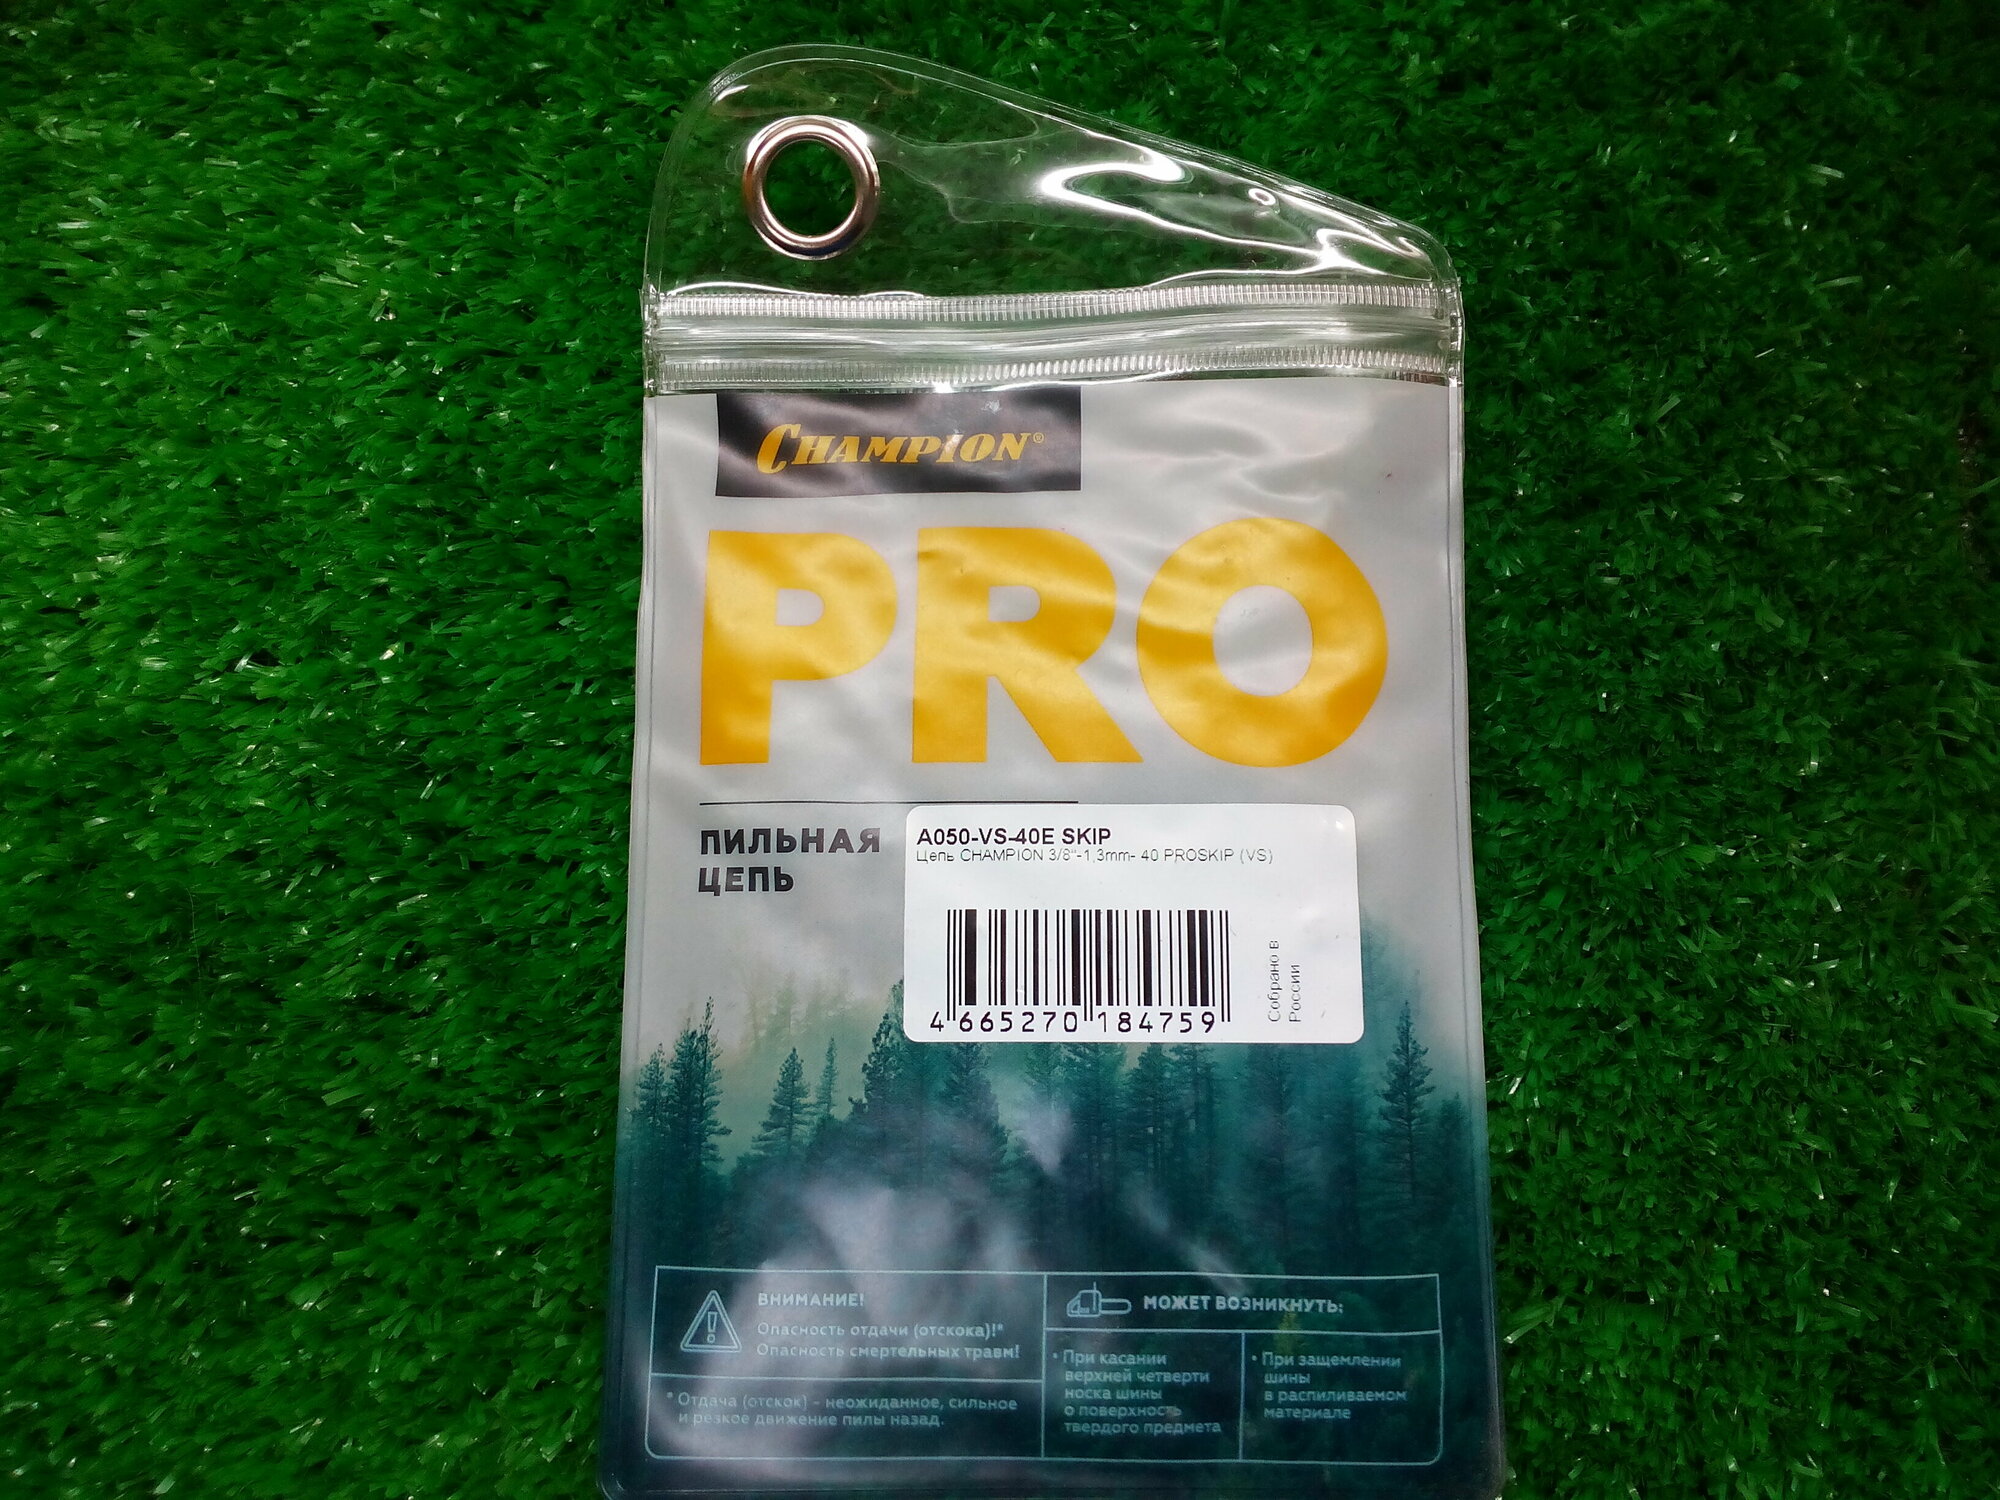 CHAMPION®
PRO
ПИЛЬНАЯ
ЦЕПЬ
A050-VS-40E SKIP
Цепь CHAMPION 3/8"-1,3mm- 40 PROSKIP (VS)
4 665270 184759
Собрано в
России
ВНИМАНИЕ!
Опасность отдачи (отскока)!*
Опасность смертельных травм!
* Отдача (отскок) – неожиданное, сильное
и резкое движение пилы назад.
МОЖЕТ ВОЗНИКНУТЬ:
• При касании
верхней четверти
носка шины
о поверхность
твердого предмета
• При защемлении
шины
в распиливаемом
материале